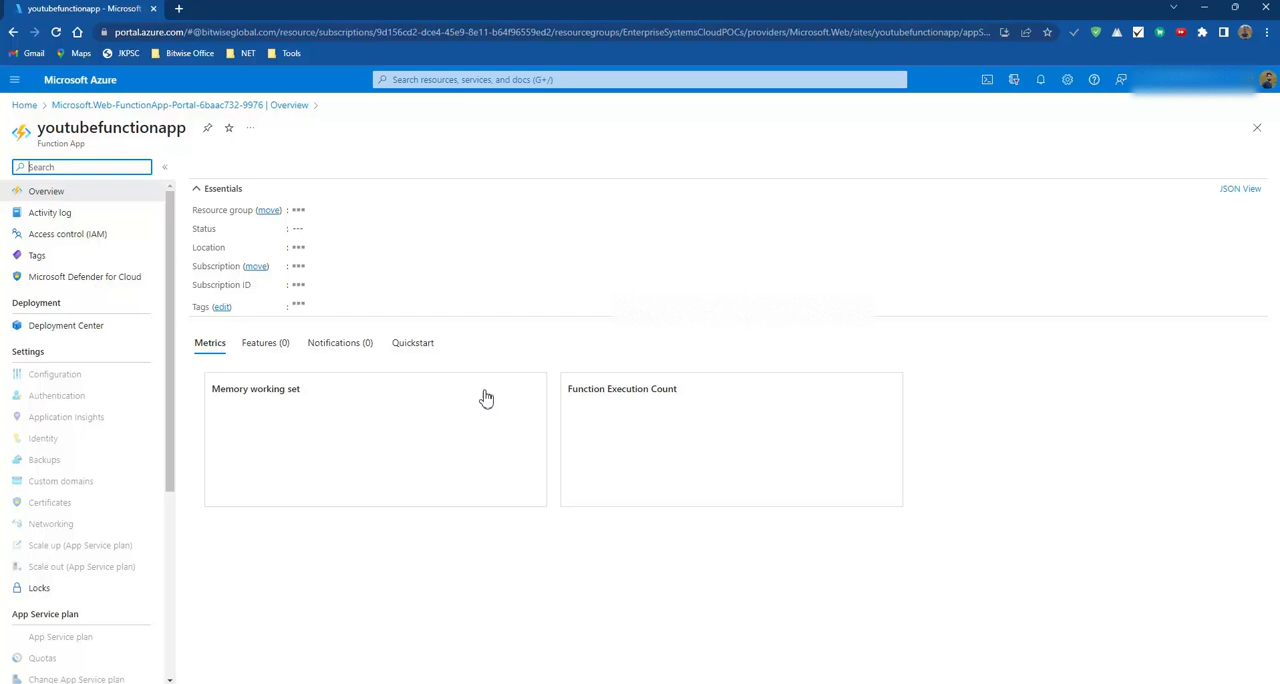 youtubefunctionapp - Microsoft A
portal.azure.com/#@bitwiseglobal.com/resource/subscriptions/9d156cd2-dce4-45e9-8e11-b64f96559ed2/resourcegroups/EnterpriseSystemsCloudPOCs/providers/Microsoft.Web/sites/youtubefunctionapp/appS...
Gmail Maps JKPSC Bitwise Office NET Tools
Microsoft Azure
Search resources, services, and docs (G+/)
Home > Microsoft.Web-FunctionApp-Portal-6baac732-9976 | Overview >
youtubefunctionapp
Function App
Search
Overview
Activity log
Access control (IAM)
Tags
Microsoft Defender for Cloud
Deployment
Deployment Center
Settings
Configuration
Authentication
Application Insights
Identity
Backups
Custom domains
Certificates
Networking
Scale up (App Service plan)
Scale out (App Service plan)
Locks
App Service plan
App Service plan
Quotas
Change App Service plan
Essentials
JSON View
Resource group (move) :
Status : ---
Location :
Subscription (move) :
Subscription ID :
Tags (edit) :
Metrics Features (0) Notifications (0) Quickstart
Memory working set
Function Execution Count